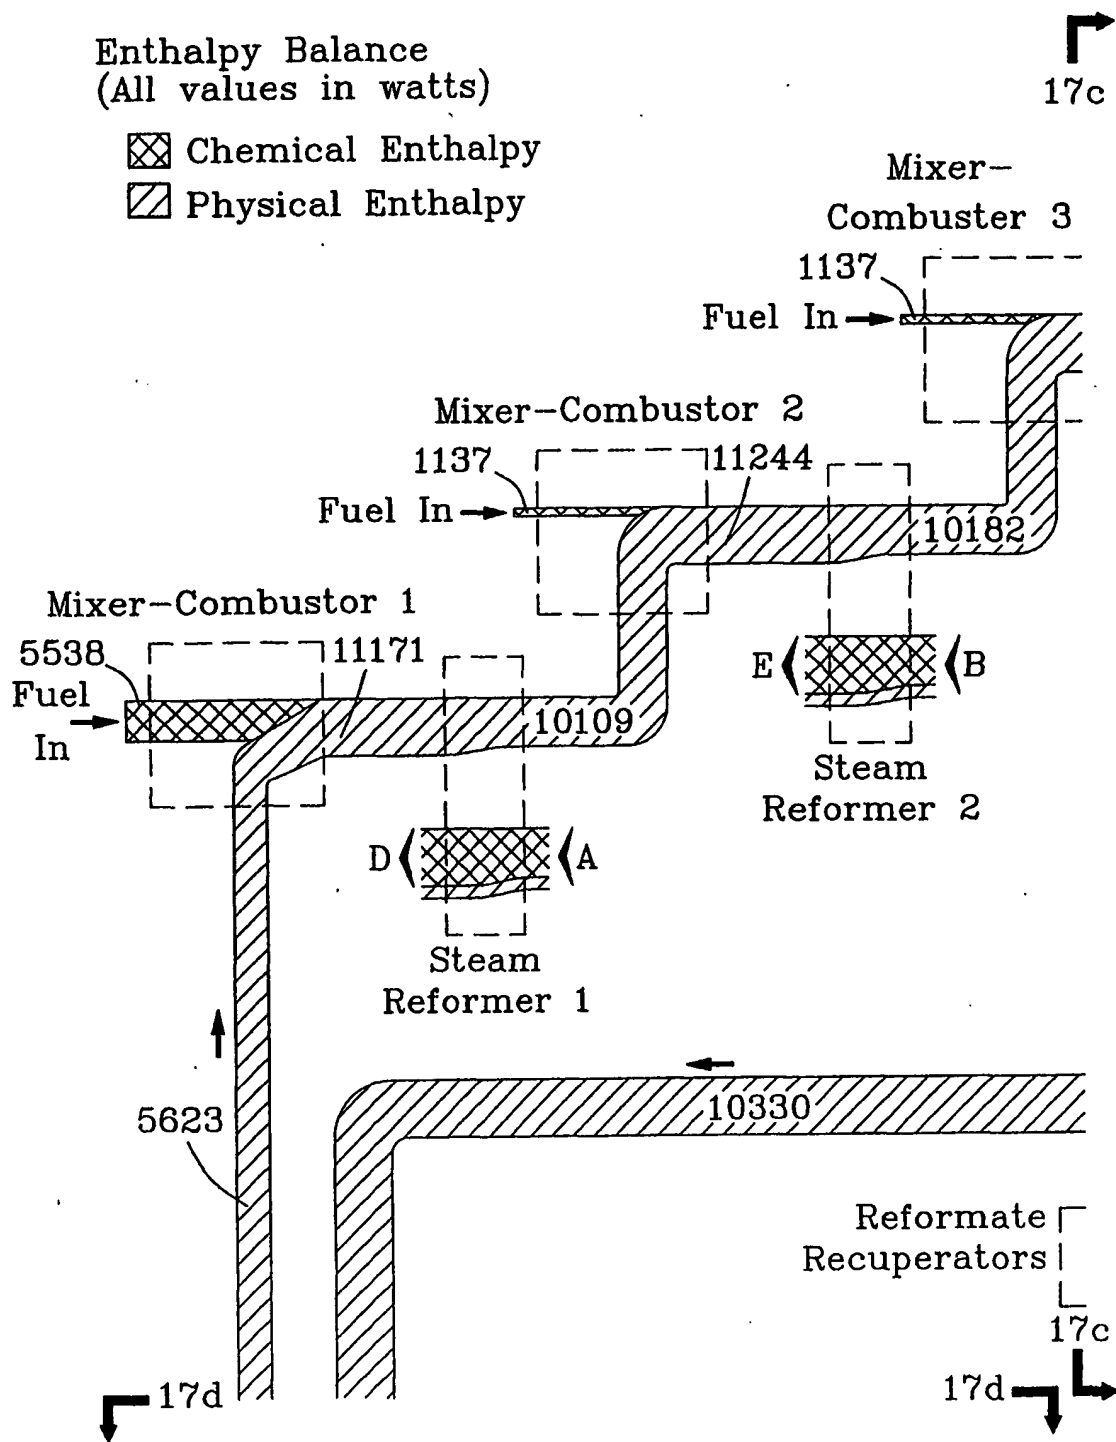 Enthalpy Balance
(All values in watts)
Chemical Enthalpy
Physical Enthalpy
17c
Mixer-
Combuster 3
1137
Fuel In
Mixer-Combustor 2
1137
11244
Fuel In
10182
Mixer-Combustor 1
5538
11171
Fuel
In
10109
E
B
Steam
Reformer 2
D
A
Steam
Reformer 1
5623
10330
Reformate
Recuperators
17c
17d
17d